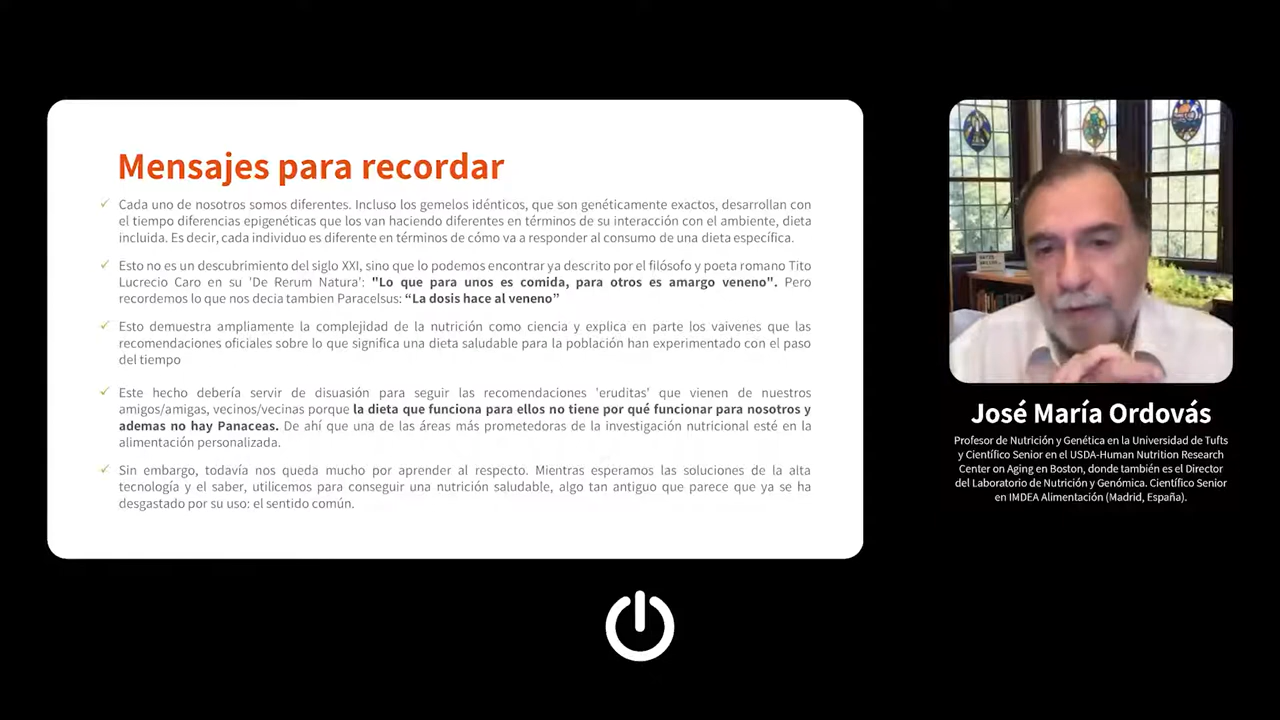 Mensajes para recordar
✓ Cada uno de nosotros somos diferentes. Incluso los gemelos idénticos, que son genéticamente exactos, desarrollan con
el tiempo diferencias epigenéticas que los van haciendo diferentes en términos de su interacción con el ambiente, dieta
incluida. Es decir, cada individuo es diferente en términos de cómo va a responder al consumo de una dieta específica.
✓ Esto no es un descubrimiento del siglo XXI, sino que lo podemos encontrar ya descrito por el filósofo y poeta romano Tito
Lucrecio Caro en su 'De Rerum Natura': "Lo que para unos es comida, para otros es amargo veneno". Pero
recordemos lo que nos decia tambien Paracelsus: “La dosis hace al veneno”
✓ Esto demuestra ampliamente la complejidad de la nutrición como ciencia y explica en parte los vaivenes que las
recomendaciones oficiales sobre lo que significa una dieta saludable para la población han experimentado con el paso
del tiempo
✓ Este hecho debería servir de disuasión para seguir las recomendaciones 'eruditas' que vienen de nuestros
amigos/amigas, vecinos/vecinas porque la dieta que funciona para ellos no tiene por qué funcionar para nosotros y
ademas no hay Panaceas. De ahí que una de las áreas más prometedoras de la investigación nutricional esté en la
alimentación personalizada.
✓ Sin embargo, todavía nos queda mucho por aprender al respecto. Mientras esperamos las soluciones de la alta
tecnología y el saber, utilicemos para conseguir una nutrición saludable, algo tan antiguo que parece que ya se ha
desgastado por su uso: el sentido común.
José María Ordovás
Profesor de Nutrición y Genética en la Universidad de Tufts
y Científico Senior en el USDA-Human Nutrition Research
Center on Aging en Boston, donde también es el Director
del Laboratorio de Nutrición y Genómica. Científico Senior
en IMDEA Alimentación (Madrid, España).